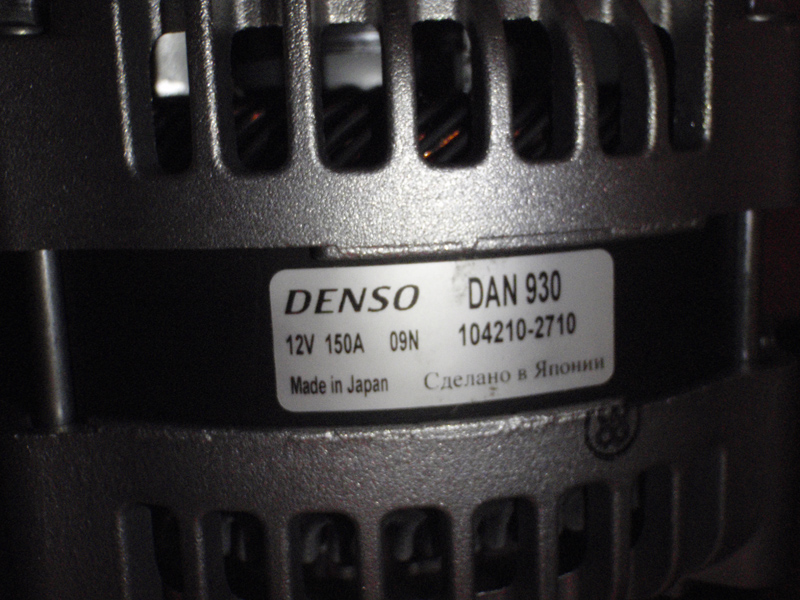 DENSO DAN 930
12V 150A 09N 104210-2710
Made in Japan Сделано в Японии